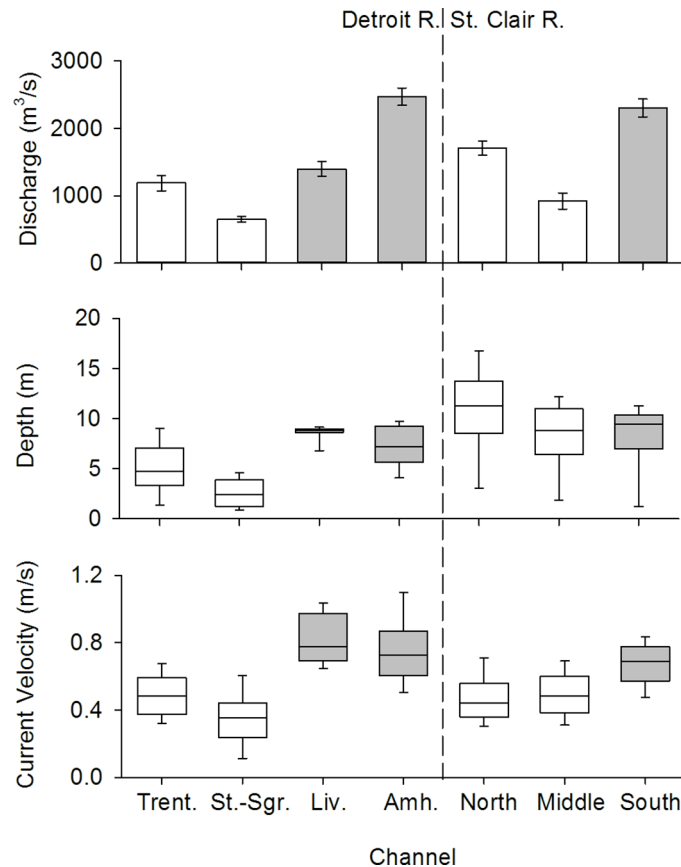 Detroit R. St. Clair R.
Discharge (m³/s)
3000
2000
1000
0
Depth (m)
20
15
10
5
0
Current Velocity (m/s)
1.2
0.8
0.4
0.0
Trent. St.-Sgr. Liv. Amh. North Middle South
Channel